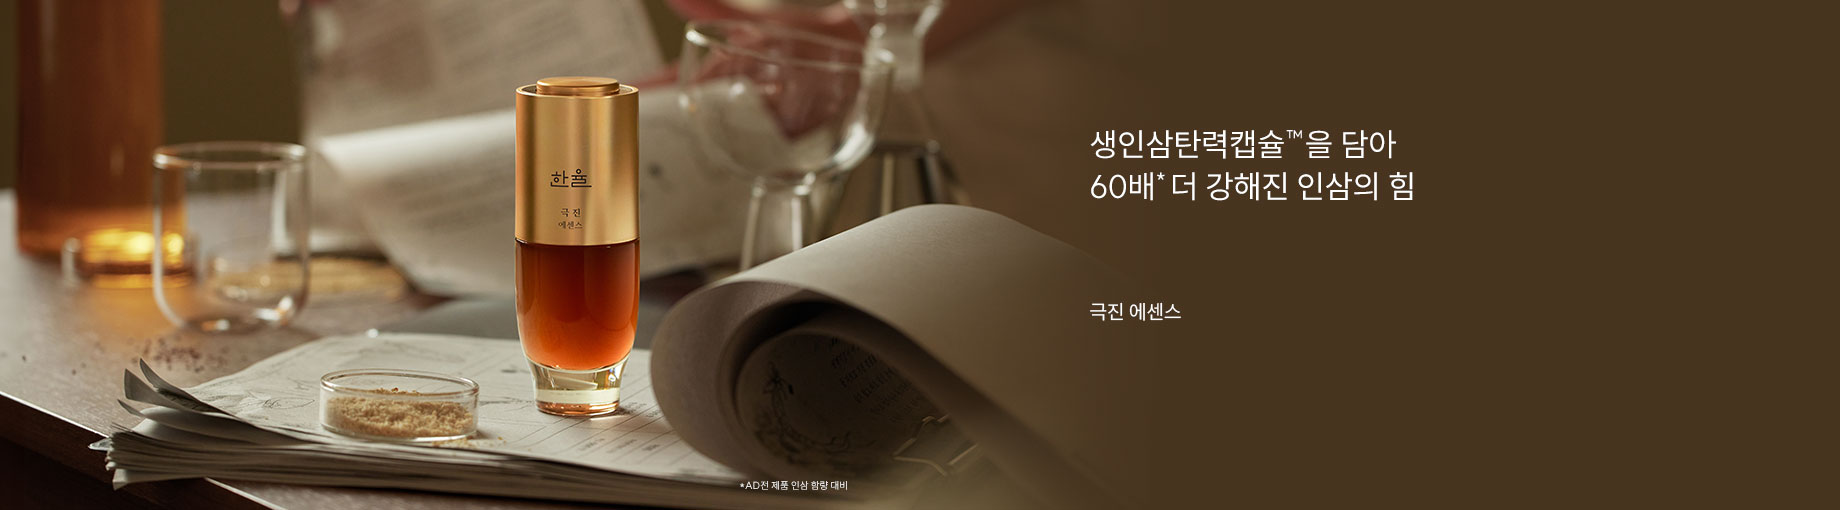 한율
극진
에센스
생인삼탄력캡슐™을 담아
60배* 더 강해진 인삼의 힘
극진 에센스
*AD전 제품 인삼 함량 대비